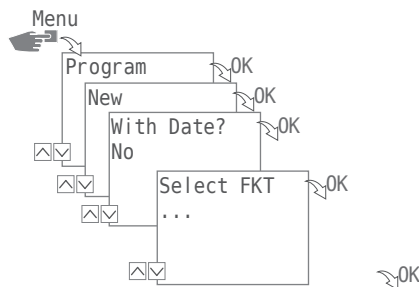 Menu
Program OK
New OK
With Date? OK
No
Select FKT OK
...
OK